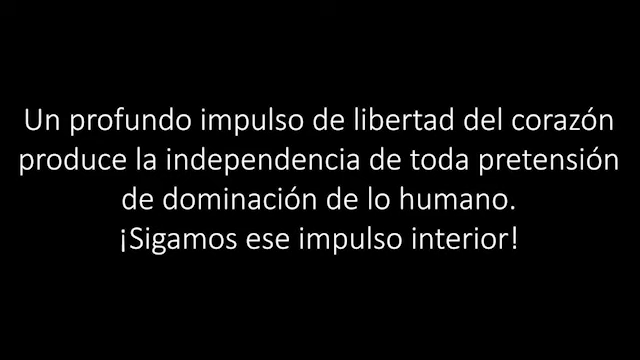 Un profundo impulso de libertad del corazón
produce la independencia de toda pretensión
de dominación de lo humano.
¡Sigamos ese impulso interior!